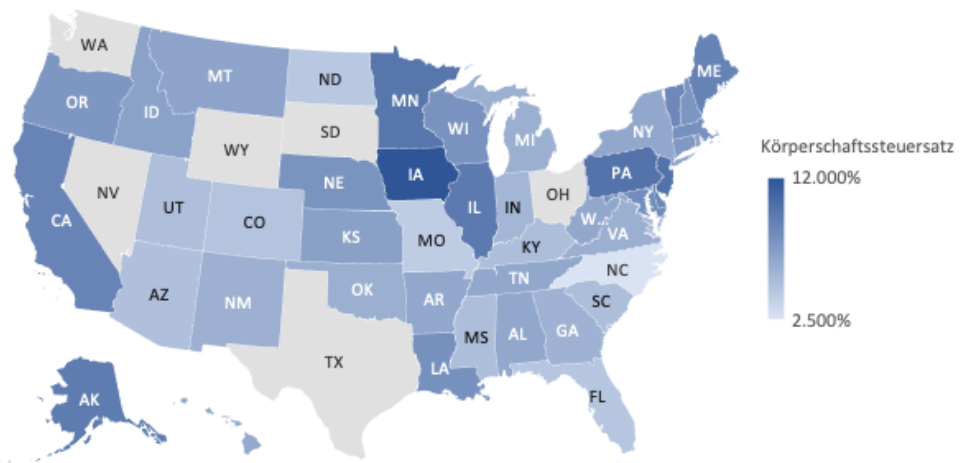 WA
ME
MT
ND
MN
OR
ID
SD
WI
NY
MI
WY
Körperschaftssteuersatz
12.000%
PA
IA
NE
OH
NV
IL
IN
UT
CO
CA
W...
VA
KS
MO
KY
NC
TN
AZ
NM
OK
AR
SC
MS
AL
GA
2.500%
TX
LA
FL
AK